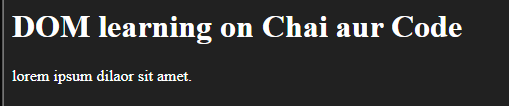 DOM learning on Chai aur Code
lorem ipsum dilaor sit amet.